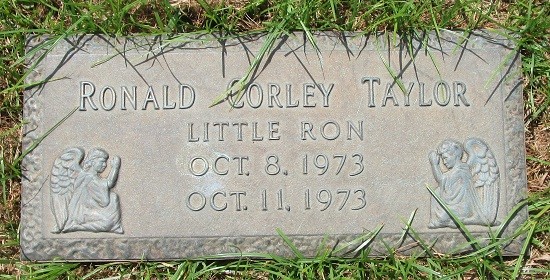 RONALD CORLEY TAYLOR
LITTLE RON
OCT. 8, 1973
OCT. 11, 1973